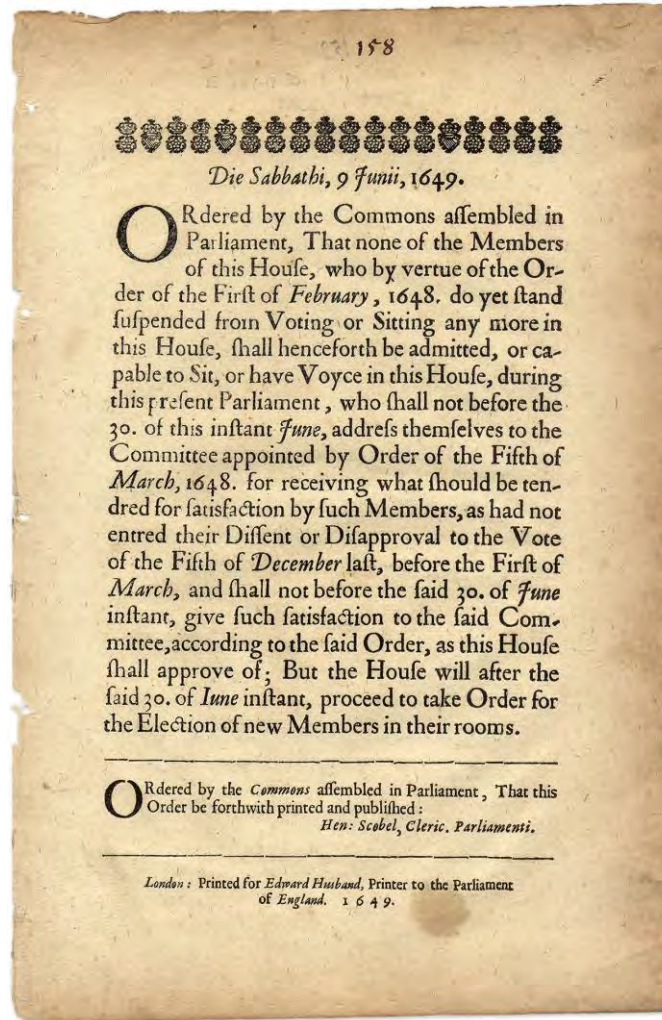 158
Die Sabbathi, 9 Junii, 1649.
ORdered by the Commons aſſembled in
Parliament, That none of the Members
of this Houſe, who by vertue of the Or-
der of the Firſt of February, 1648. do yet ſtand
ſuſpended from Voting or Sitting any more in
this Houſe, ſhall henceforth be admitted, or ca-
pable to Sit, or have Voyce in this Houſe, during
this preſent Parliament, who ſhall not before the
30. of this inſtant June, addreſs themſelves to the
Committee appointed by Order of the Fifth of
March, 1648. for receiving what ſhould be ten-
dred for ſatisfaction by ſuch Members, as had not
entred their Diſſent or Diſapproval to the Vote
of the Fifth of December laſt, before the Firſt of
March, and ſhall not before the ſaid 30. of June
inſtant, give ſuch ſatisfaction to the ſaid Com-
mittee, according to the ſaid Order, as this Houſe
ſhall approve of; But the Houſe will after the
ſaid 30. of Iune inſtant, proceed to take Order for
the Election of new Members in their rooms.
ORdered by the Commons aſſembled in Parliament, That this
Order be forthwith printed and publiſhed:
Hen: Scobel, Cleric. Parliamenti.
London: Printed for Edward Husband, Printer to the Parliament
of England. 1649.